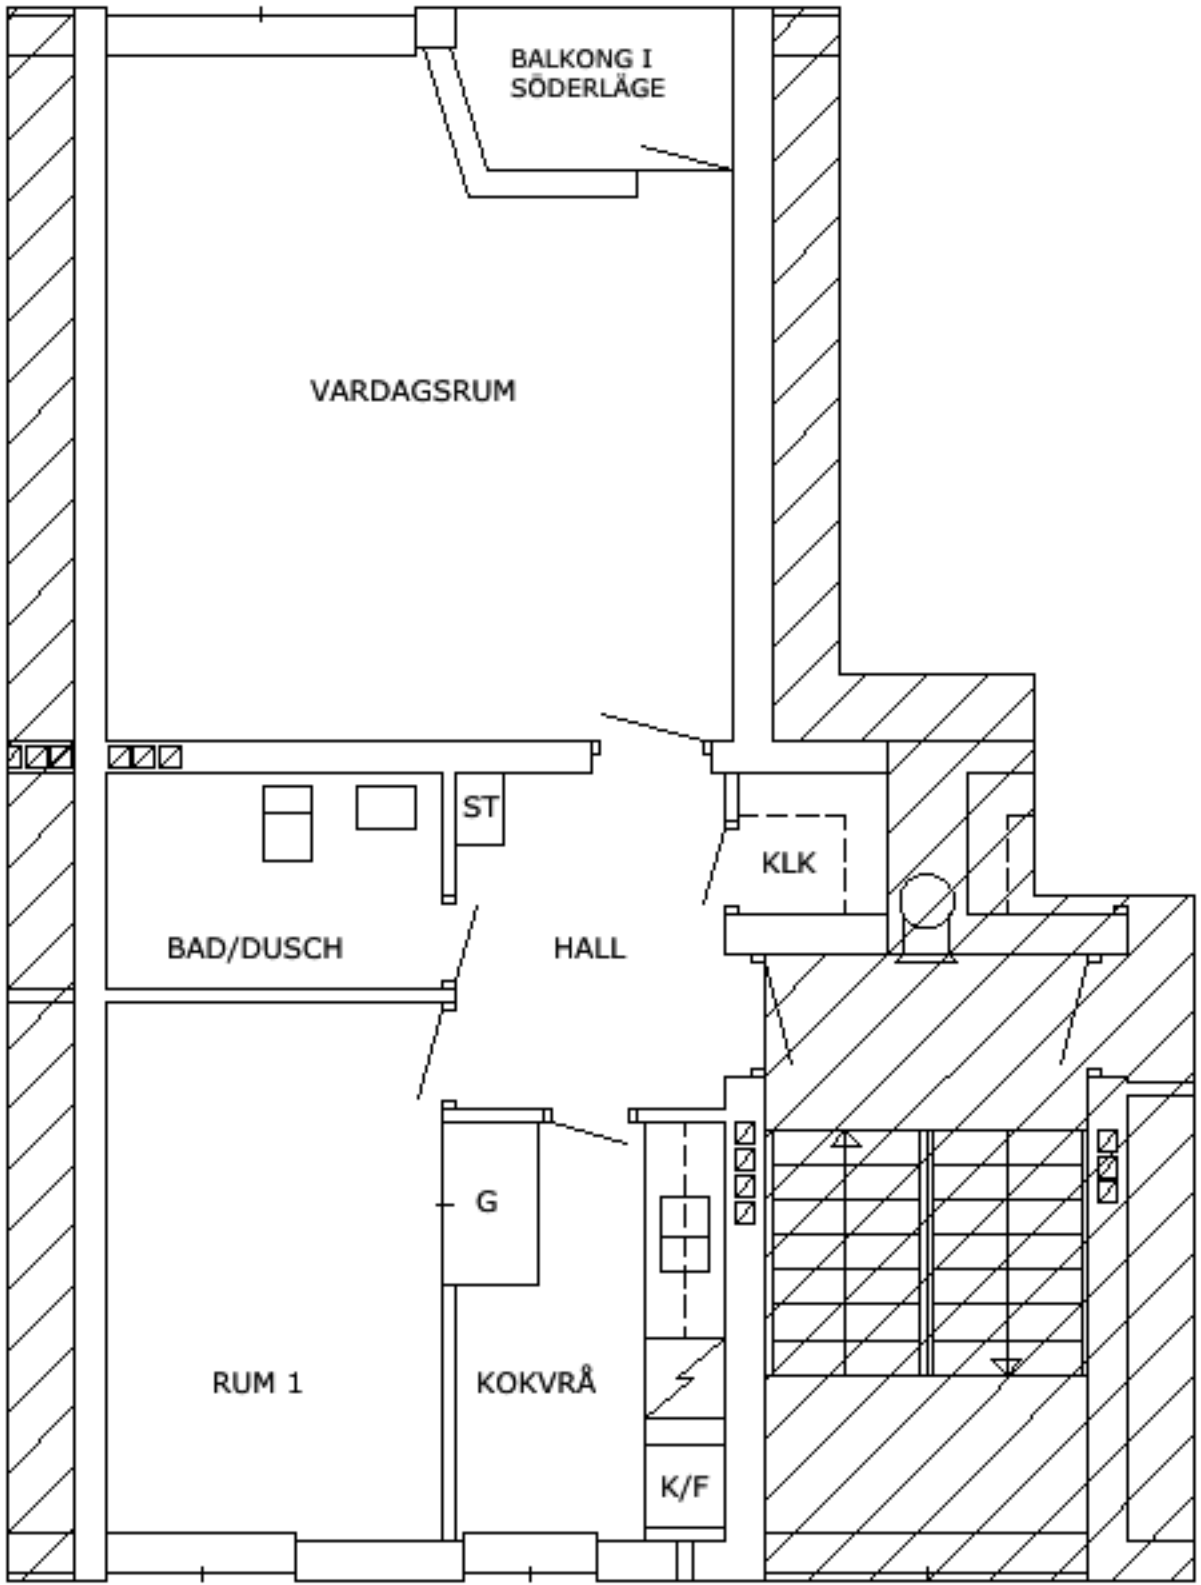 BALKONG I
SÖDERLÄGE
VARDAGSRUM
ST
KLK
BAD/DUSCH
HALL
G
RUM 1
KOKVRÅ
K/F